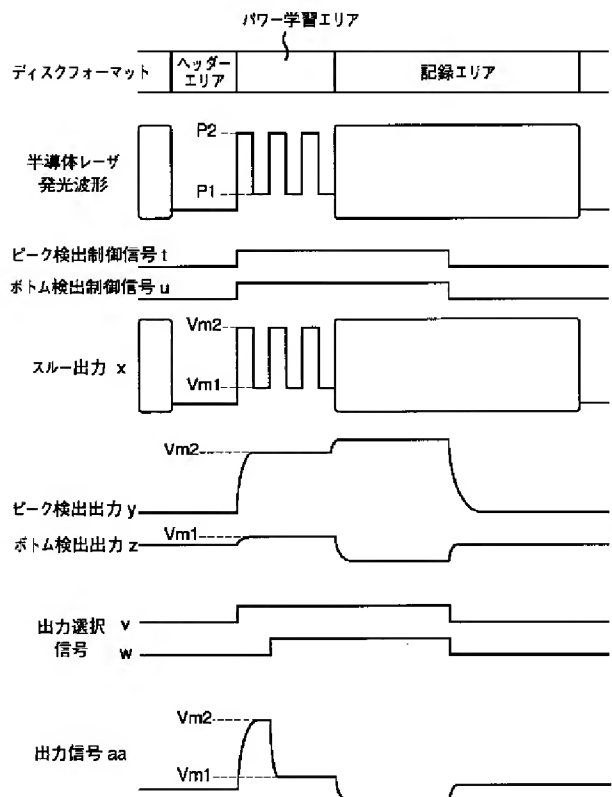 パワー学習エリア
ディスクフォーマット
ヘッダー
エリア
記録エリア
P2
半導体レーザ
発光波形
P1
ピーク検出制御信号 t
ボトム検出制御信号 u
Vm2
スルー出力 x
Vm1
Vm2
ピーク検出出力 y
Vm1
ボトム検出出力 z
出力選択 v
信号 w
Vm2
出力信号 aa
Vm1